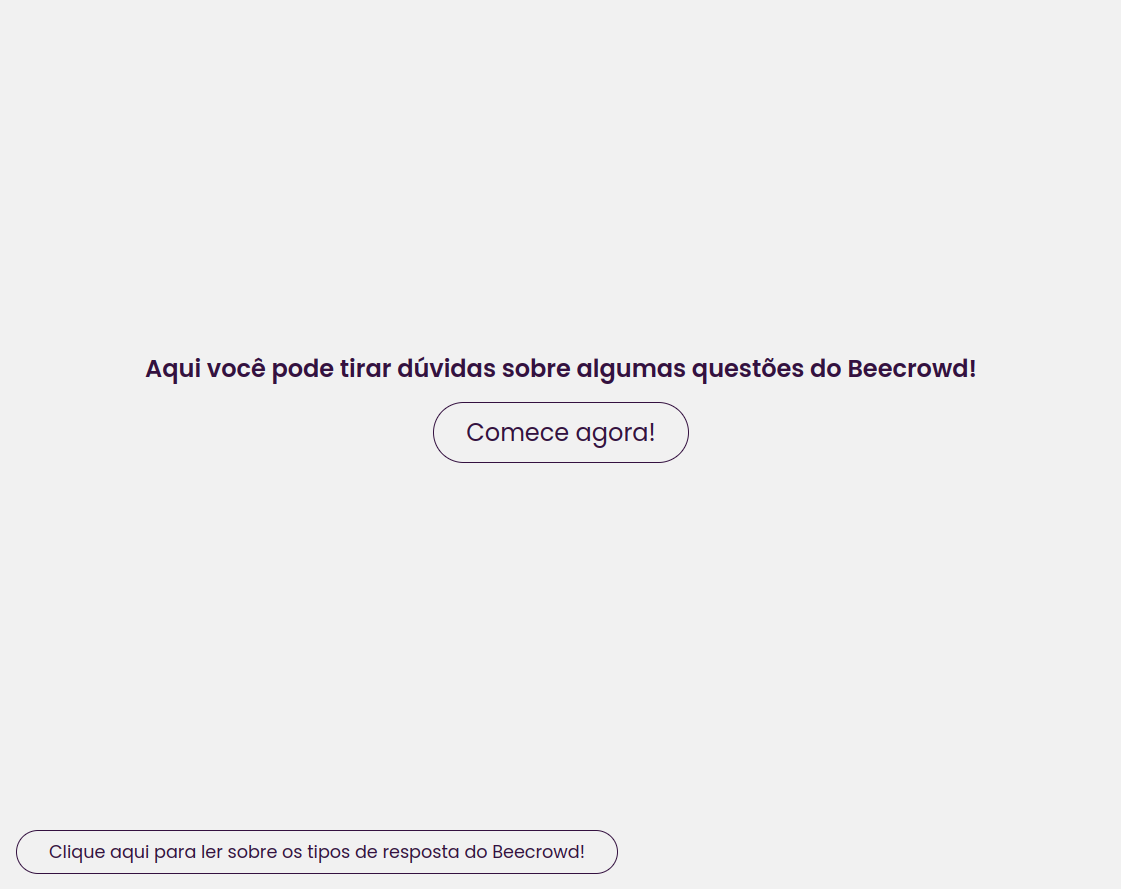 Aqui você pode tirar dúvidas sobre algumas questões do Beecrowd!
Comece agora!
Clique aqui para ler sobre os tipos de resposta do Beecrowd!